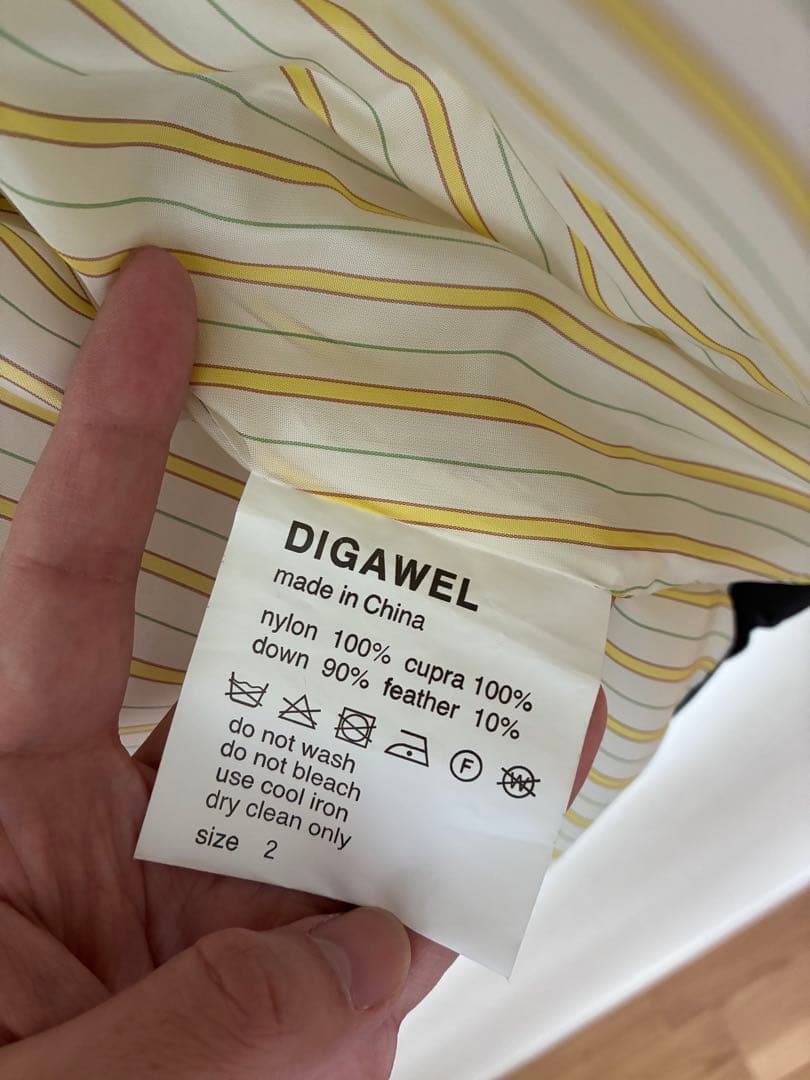 DIGAWEL
made in China
nylon 100% cupra 100%
down 90% feather 10%
F W
do not wash
do not bleach
use cool iron
dry clean only
size 2